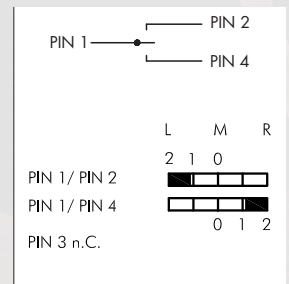 PIN 2
PIN 1
PIN 4
L M R
2 1 0
PIN 1/ PIN 2
PIN 1/ PIN 4
0 1 2
PIN 3 n.C.